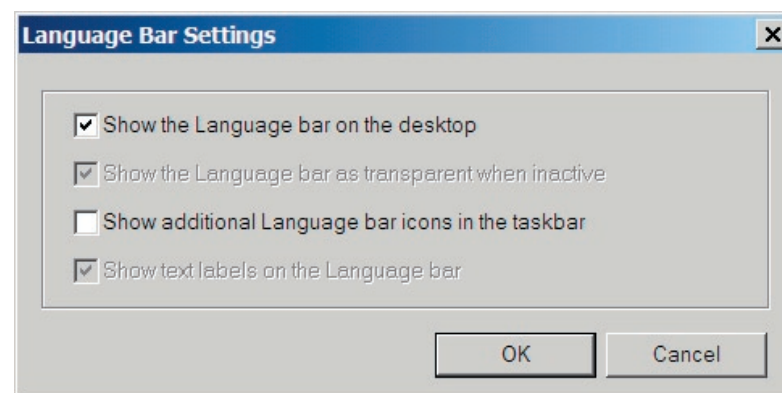 Language Bar Settings
Show the Language bar on the desktop
Show the Language bar as transparent when inactive
Show additional Language bar icons in the taskbar
Show text labels on the Language bar
OK Cancel